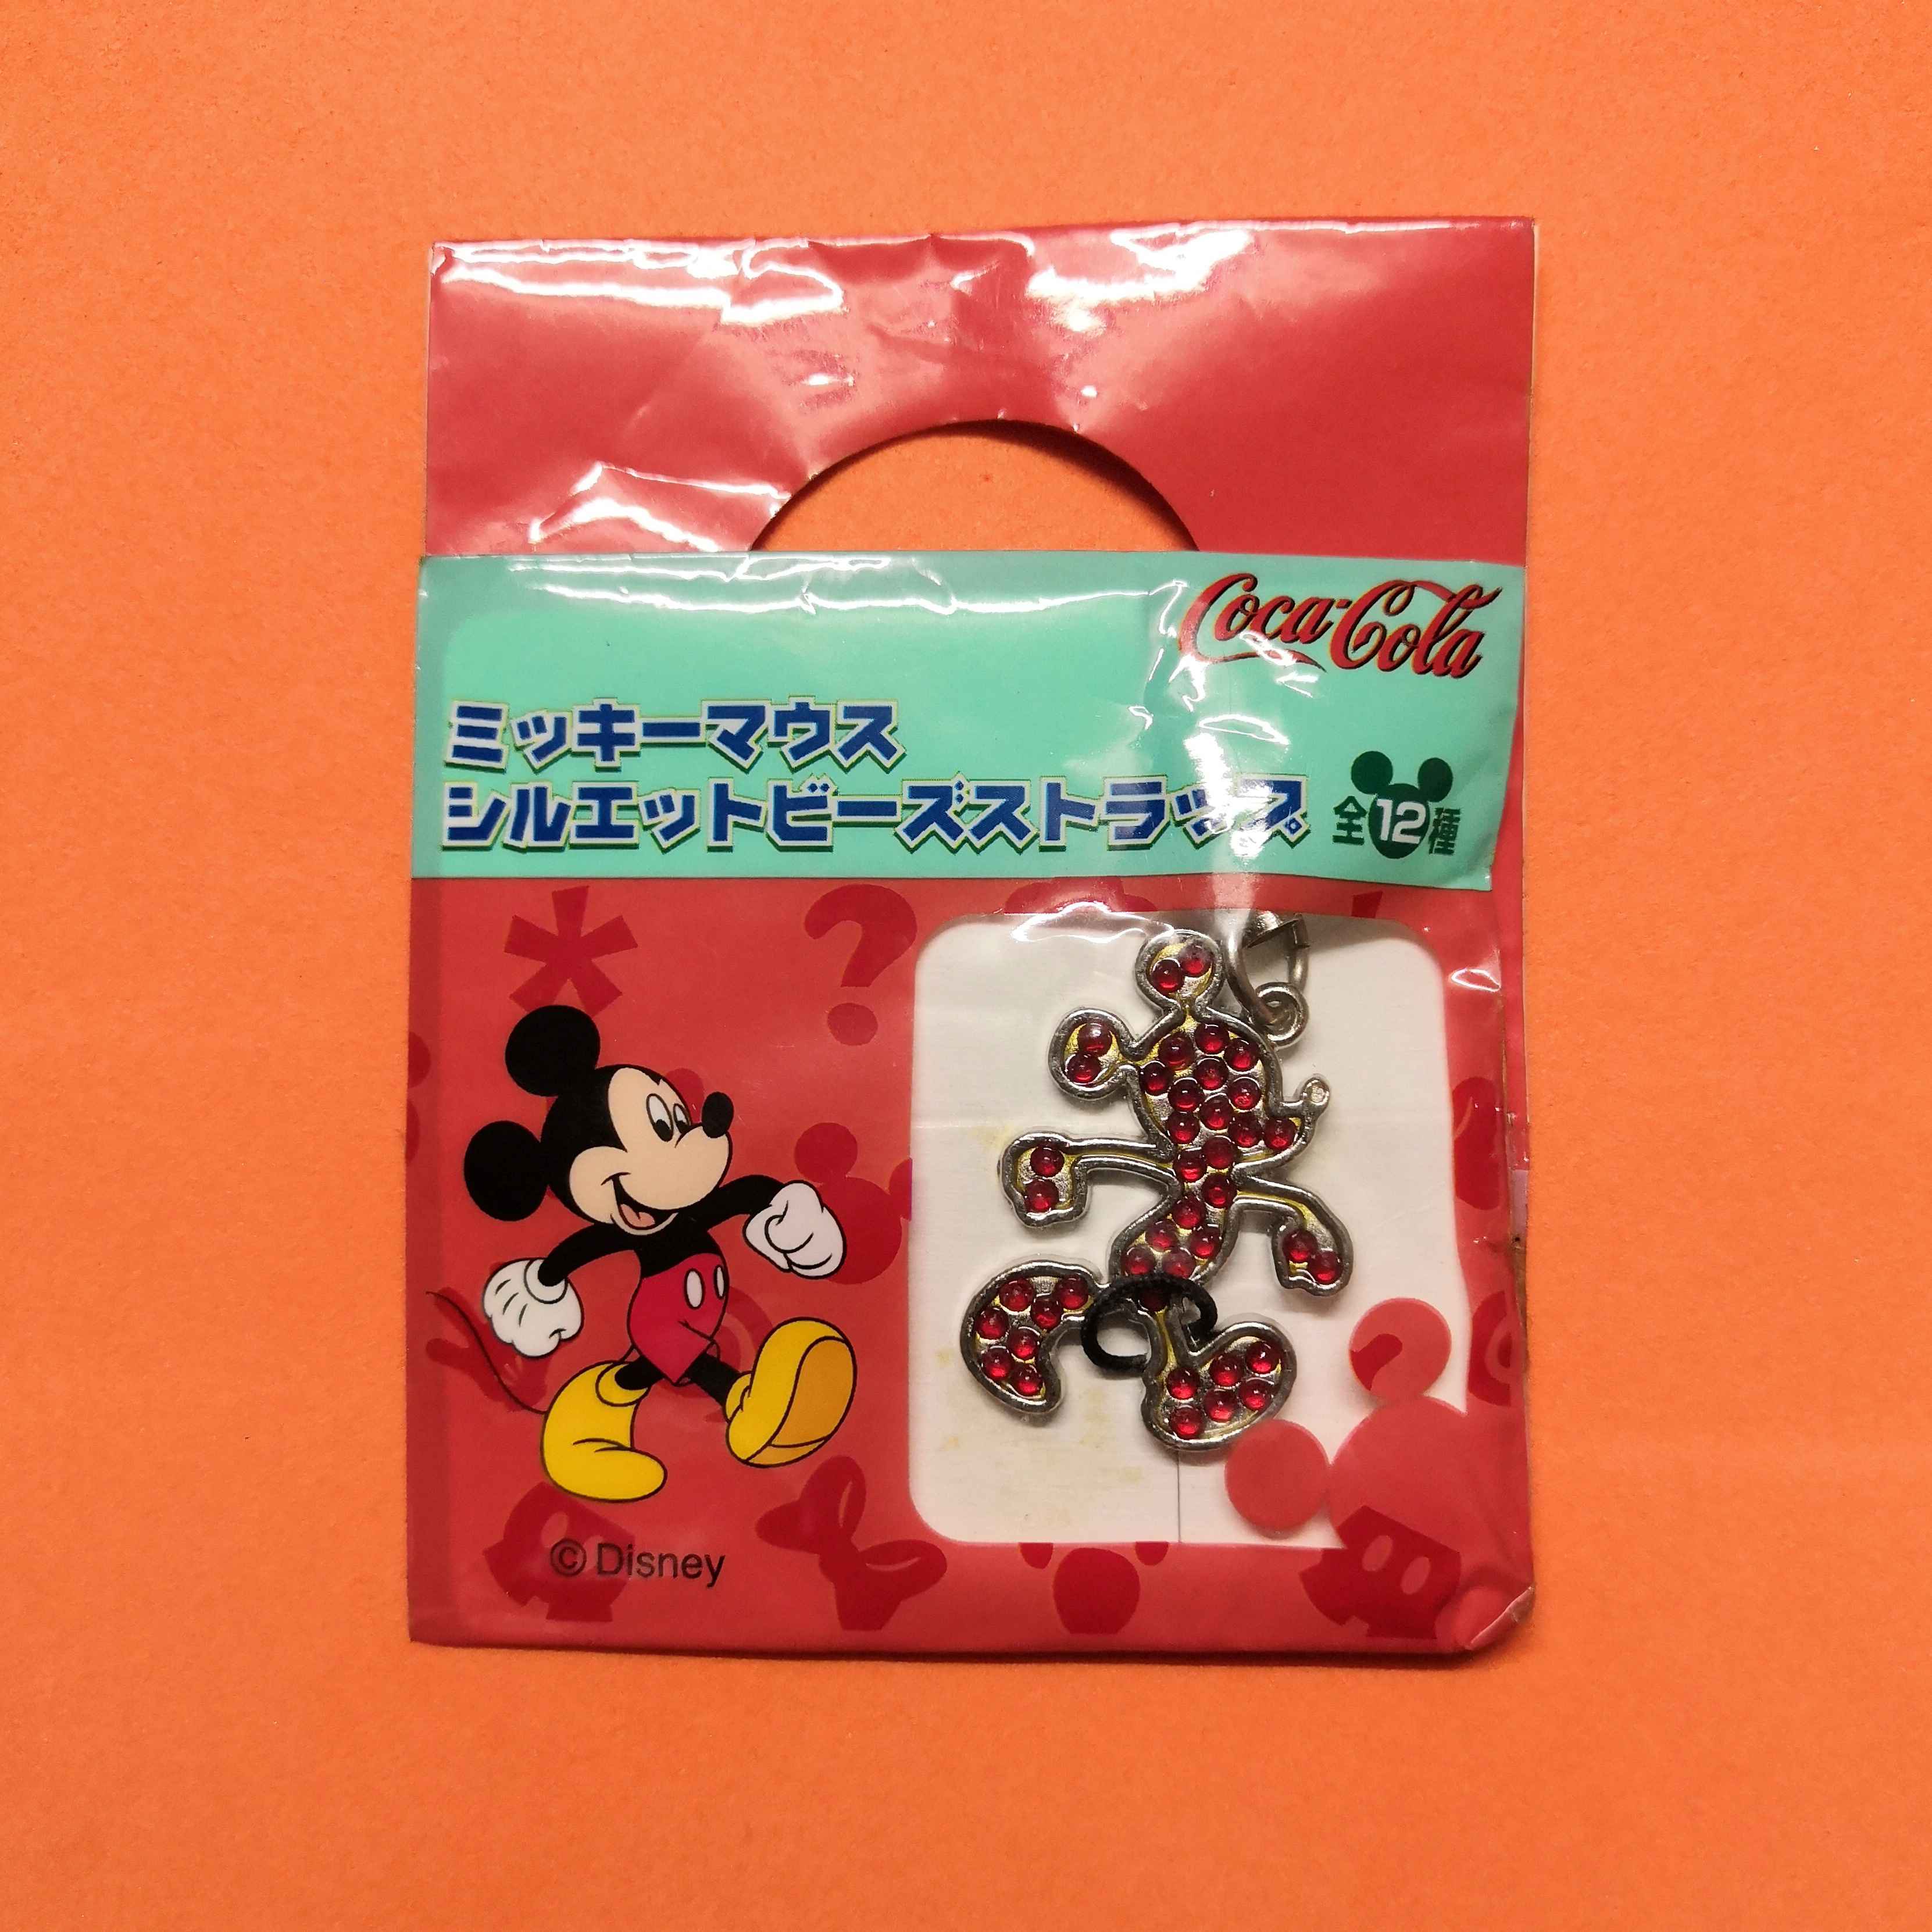 Coca-Cola
ミッキーマウス
シルエットビーズストラップ
全12種
©Disney